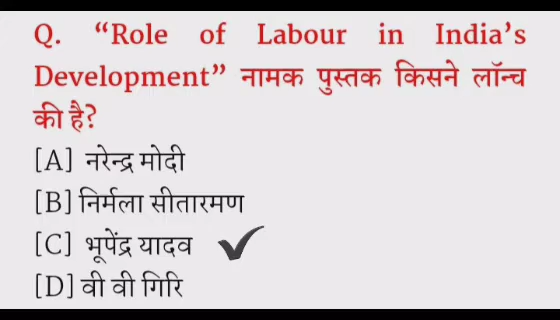 Q. “Role of Labour in India’s
Development” नामक पुस्तक किसने लॉन्च
की है?
[A] नरेन्द्र मोदी
[B] निर्मला सीतारमण
[C] भूपेंद्र यादव
[D] वी वी गिरि